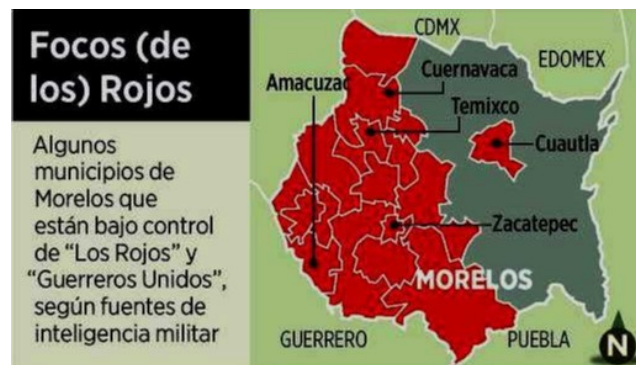 Focos (de
los) Rojos
Algunos
municipios de
Morelos que
están bajo control
de “Los Rojos” y
“Guerreros Unidos”,
según fuentes de
inteligencia militar
CDMX
EDOMEX
Amacuzac
Cuernavaca
Temixco
Cuautla
Zacatepec
MORELOS
GUERRERO
PUEBLA
N